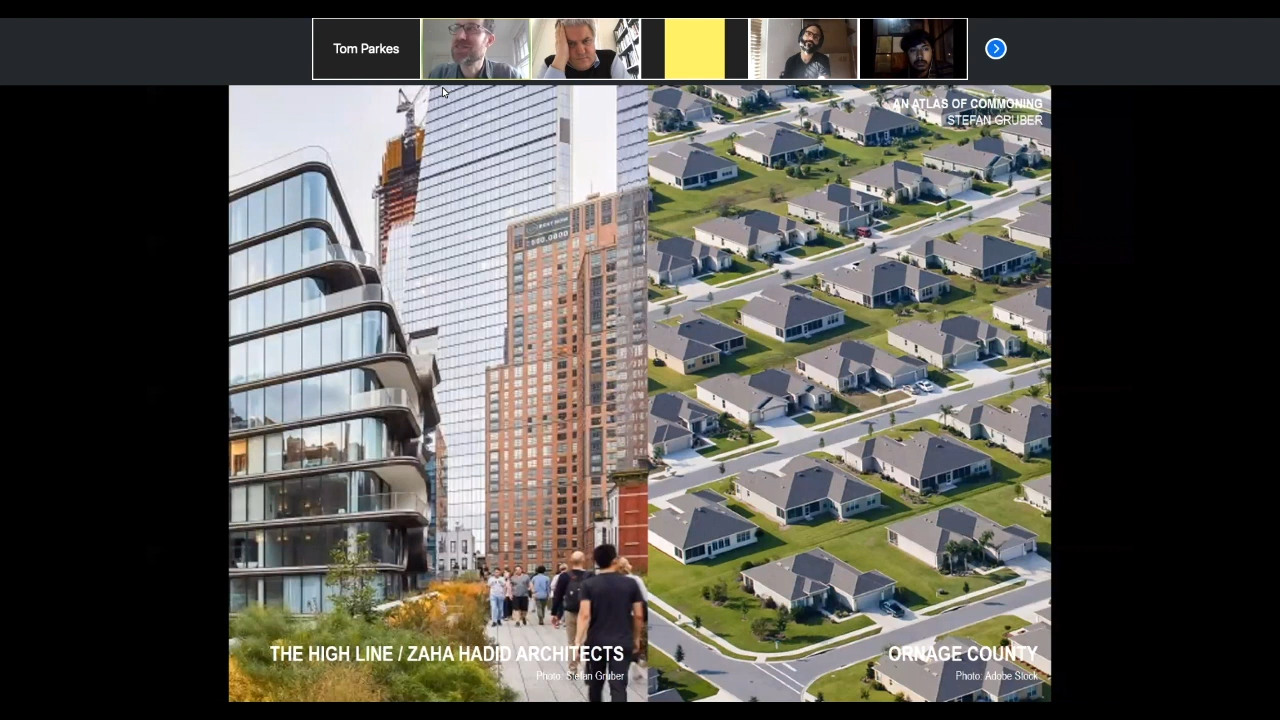 Tom Parkes
AN ATLAS OF COMMONING
STEFAN GRUBER
THE HIGH LINE / ZAHA HADID ARCHITECTS
Photo: Stefan Gruber
ORNAGE COUNTY
Photo: Adobe Stock